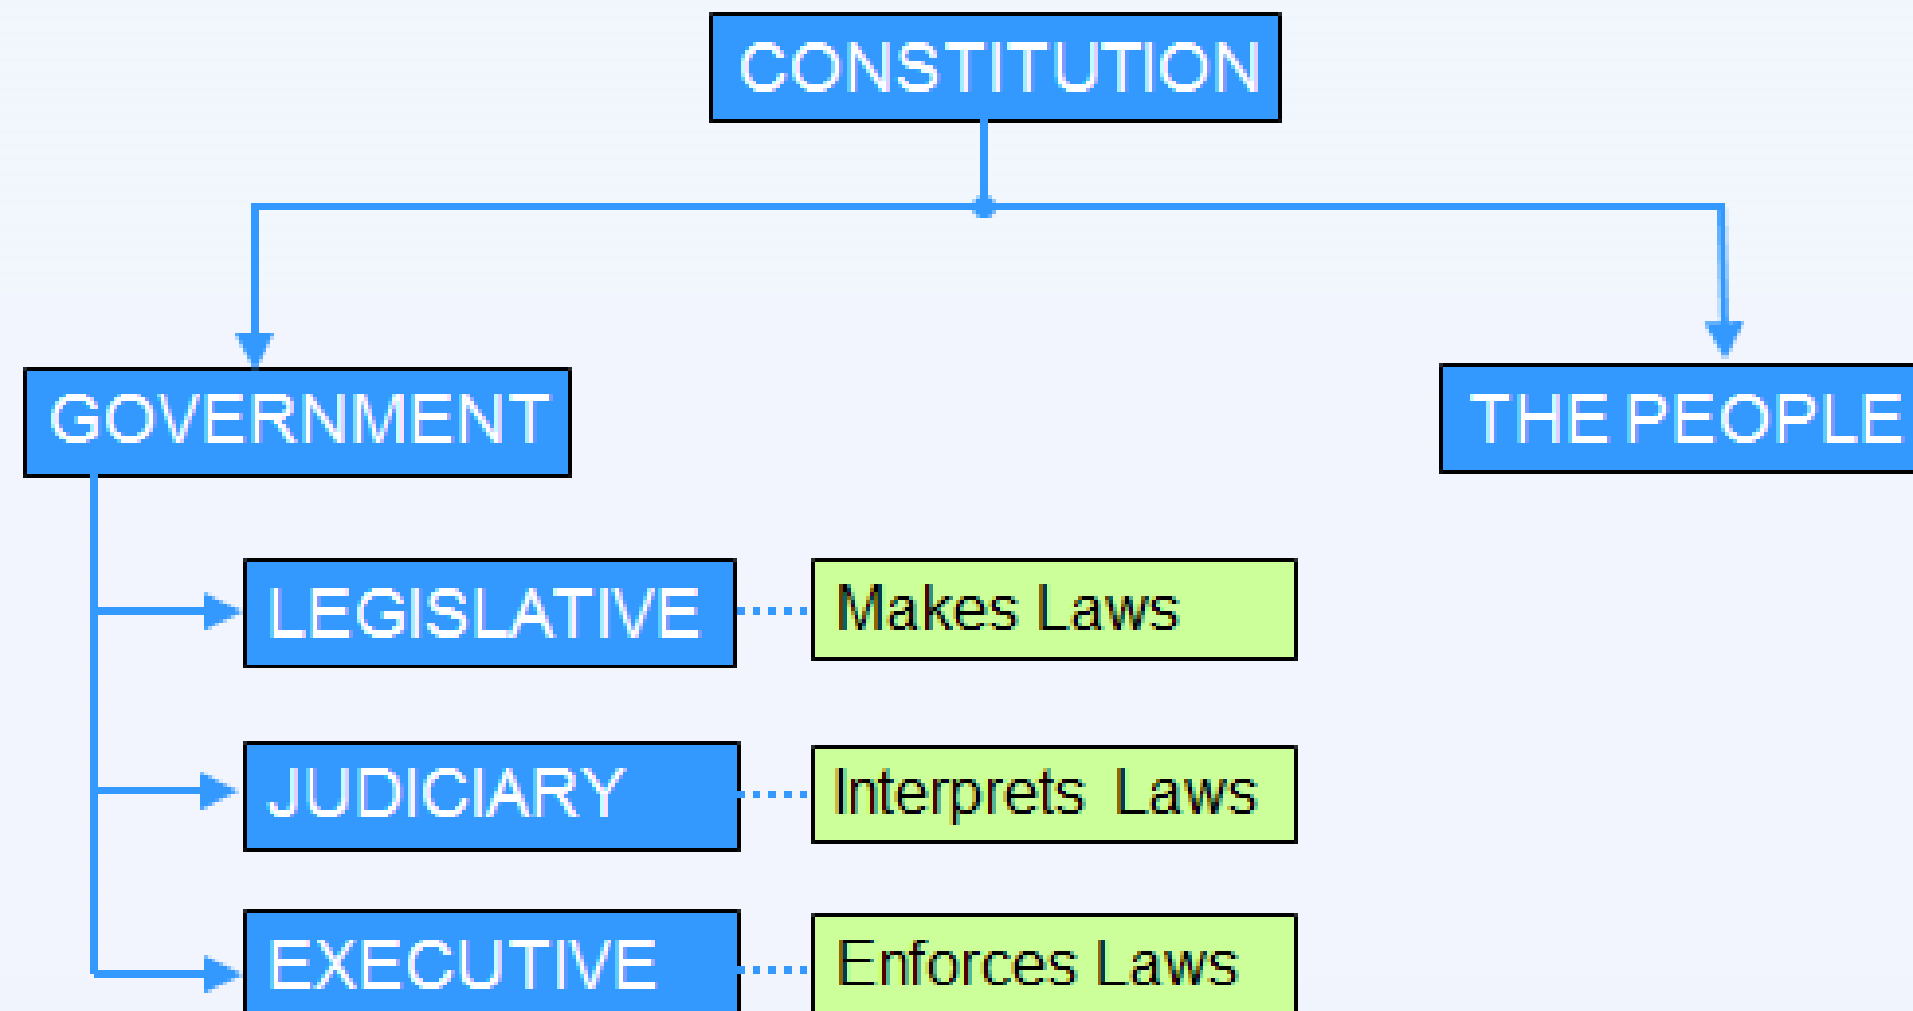 CONSTITUTION
GOVERNMENT
THE PEOPLE
LEGISLATIVE
Makes Laws
JUDICIARY
Interprets Laws
EXECUTIVE
Enforces Laws